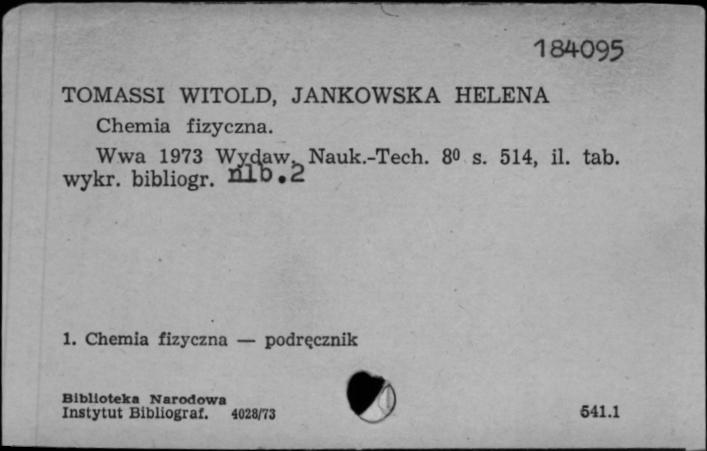 184095
TOMASSI WITOLD, JANKOWSKA HELENA
Chemia fizyczna.
Wwa 1973 Wydaw. Nauk.-Tech. 8⁰ s. 514, il. tab.
wykr. bibliogr. nlb.2
1. Chemia fizyczna — podręcznik
Biblioteka Narodowa
Instytut Bibliograf. 4028/73
541.1